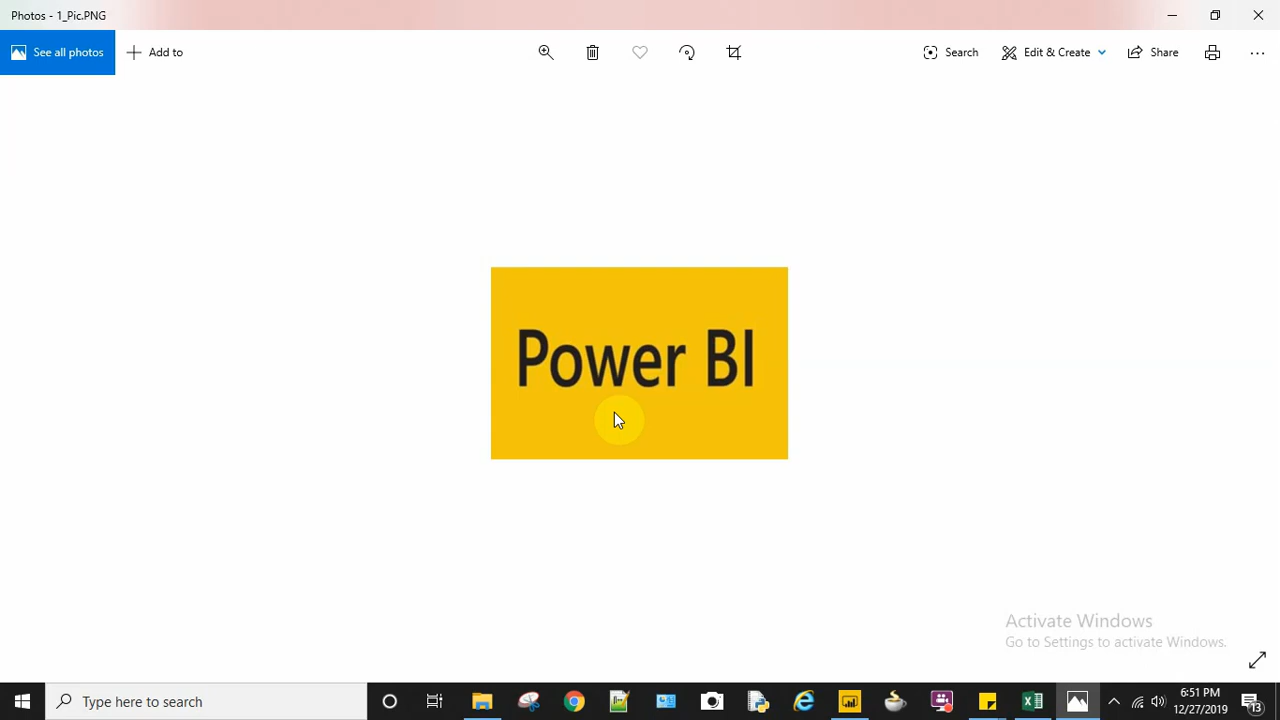 Photos - 1_Pic.PNG
See all photos
Add to
Search
Edit & Create
Share
Power BI
Activate Windows
Go to Settings to activate Windows.
Type here to search
6:51 PM
12/27/2019
13